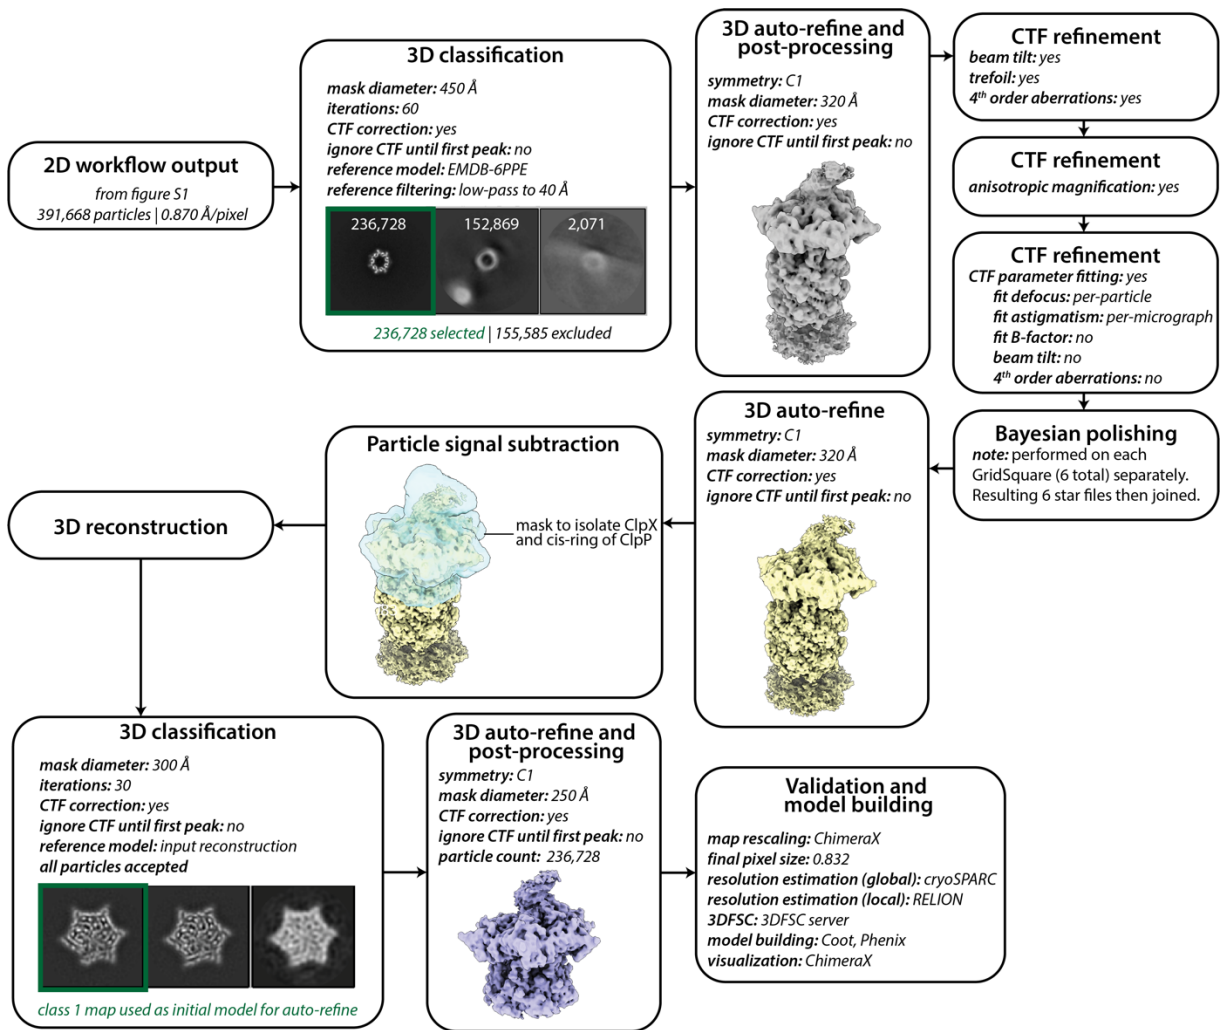 2D workflow output
from figure S1
391,668 particles | 0.870 Å/pixel
3D classification
mask diameter: 450 Å
iterations: 60
CTF correction: yes
ignore CTF until first peak: no
reference model: EMDB-6PPE
reference filtering: low-pass to 40 Å
236,728
152,869
2,071
236,728 selected | 155,585 excluded
3D auto-refine and
post-processing
symmetry: C1
mask diameter: 320 Å
CTF correction: yes
ignore CTF until first peak: no
CTF refinement
beam tilt: yes
trefoil: yes
4th order aberrations: yes
CTF refinement
anisotropic magnification: yes
CTF refinement
CTF parameter fitting: yes
fit defocus: per-particle
fit astigmatism: per-micrograph
fit B-factor: no
beam tilt: no
4th order aberrations: no
Bayesian polishing
note: performed on each
GridSquare (6 total) separately.
Resulting 6 star files then joined.
3D auto-refine
symmetry: C1
mask diameter: 320 Å
CTF correction: yes
ignore CTF until first peak: no
Particle signal subtraction
mask to isolate ClpX
and cis-ring of ClpP
3D reconstruction
3D classification
mask diameter: 300 Å
iterations: 30
CTF correction: yes
ignore CTF until first peak: no
reference model: input reconstruction
all particles accepted
class 1 map used as initial model for auto-refine
3D auto-refine and
post-processing
symmetry: C1
mask diameter: 250 Å
CTF correction: yes
ignore CTF until first peak: no
particle count: 236,728
Validation and
model building
map rescaling: ChimeraX
final pixel size: 0.832
resolution estimation (global): cryoSPARC
resolution estimation (local): RELION
3DFSC: 3DFSC server
model building: Coot, Phenix
visualization: ChimeraX